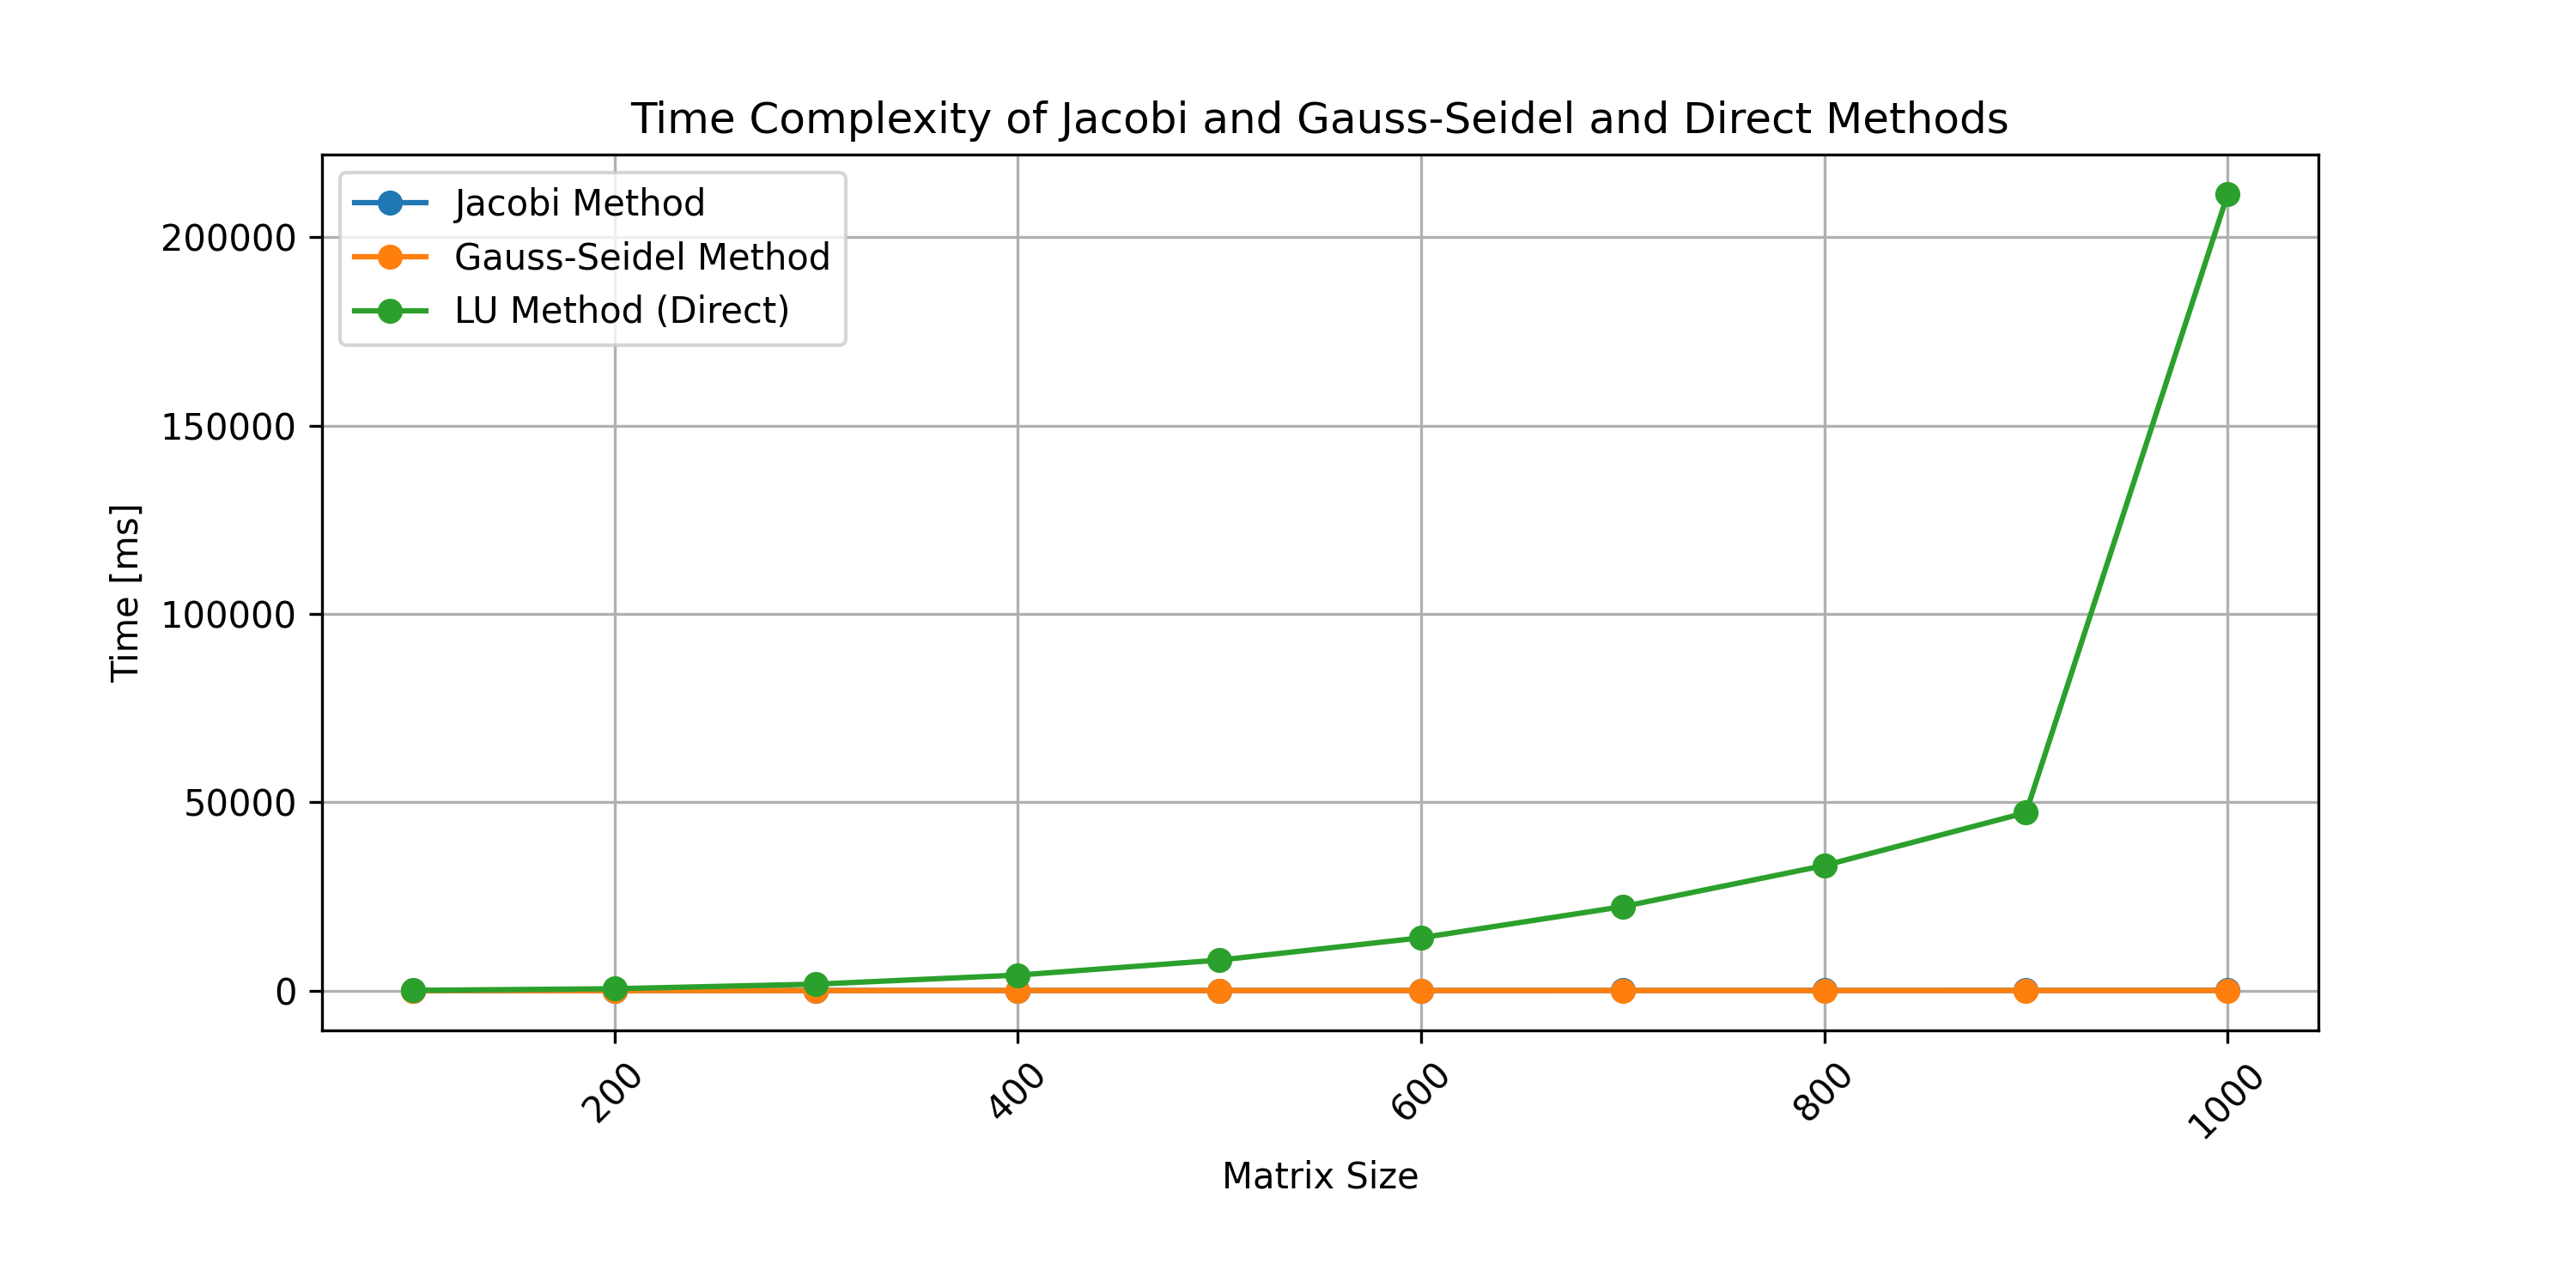 Time Complexity of Jacobi and Gauss-Seidel and Direct Methods
Jacobi Method
Gauss-Seidel Method
LU Method (Direct)
200000
150000
100000
50000
0
Time [ms]
200
400
600
800
1000
Matrix Size